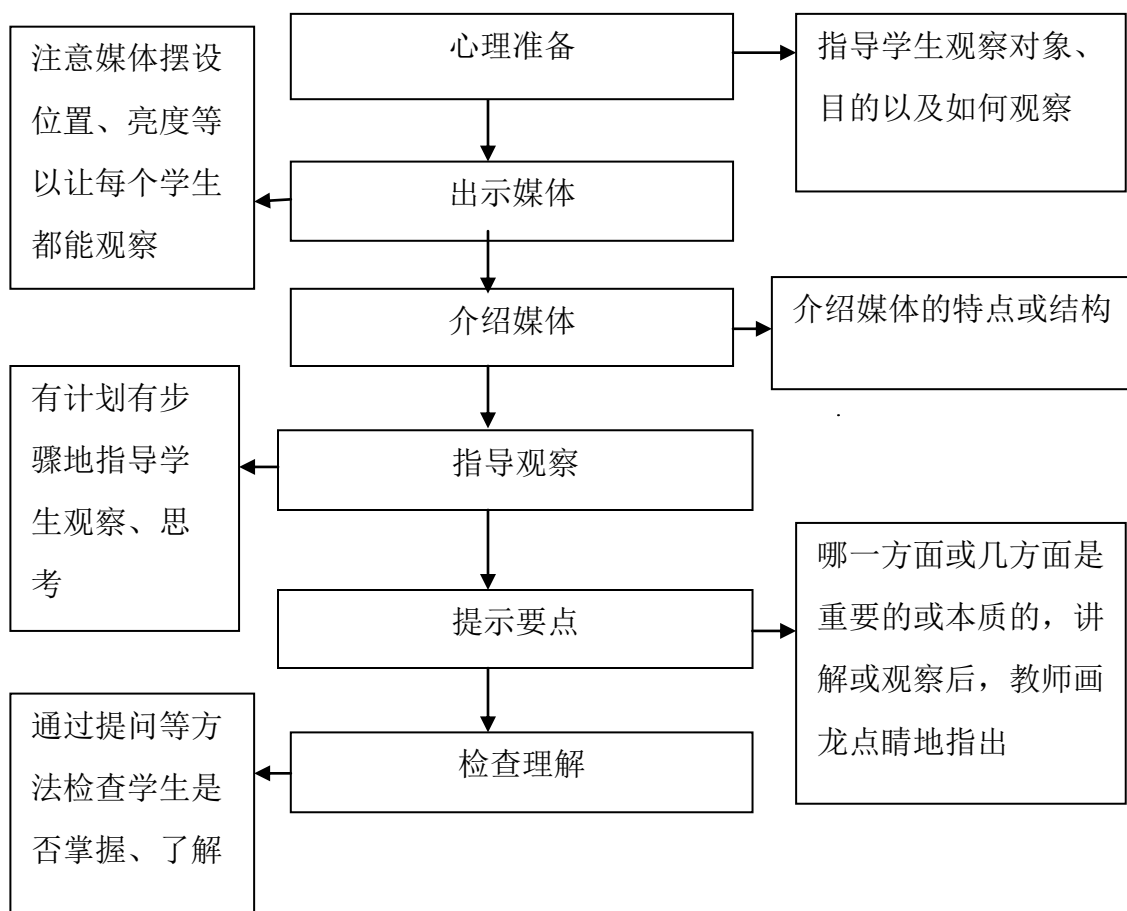 心理准备
指导学生观察对象、
目的以及如何观察
注意媒体摆设
位置、亮度等
以让每个学生
都能观察
出示媒体
介绍媒体
介绍媒体的特点或结构
有计划有步
骤地指导学
生观察、思
考
指导观察
提示要点
哪一方面或几方面是
重要的或本质的，讲
解或观察后，教师画
龙点睛地指出
通过提问等方
法检查学生是
否掌握、了解
检查理解